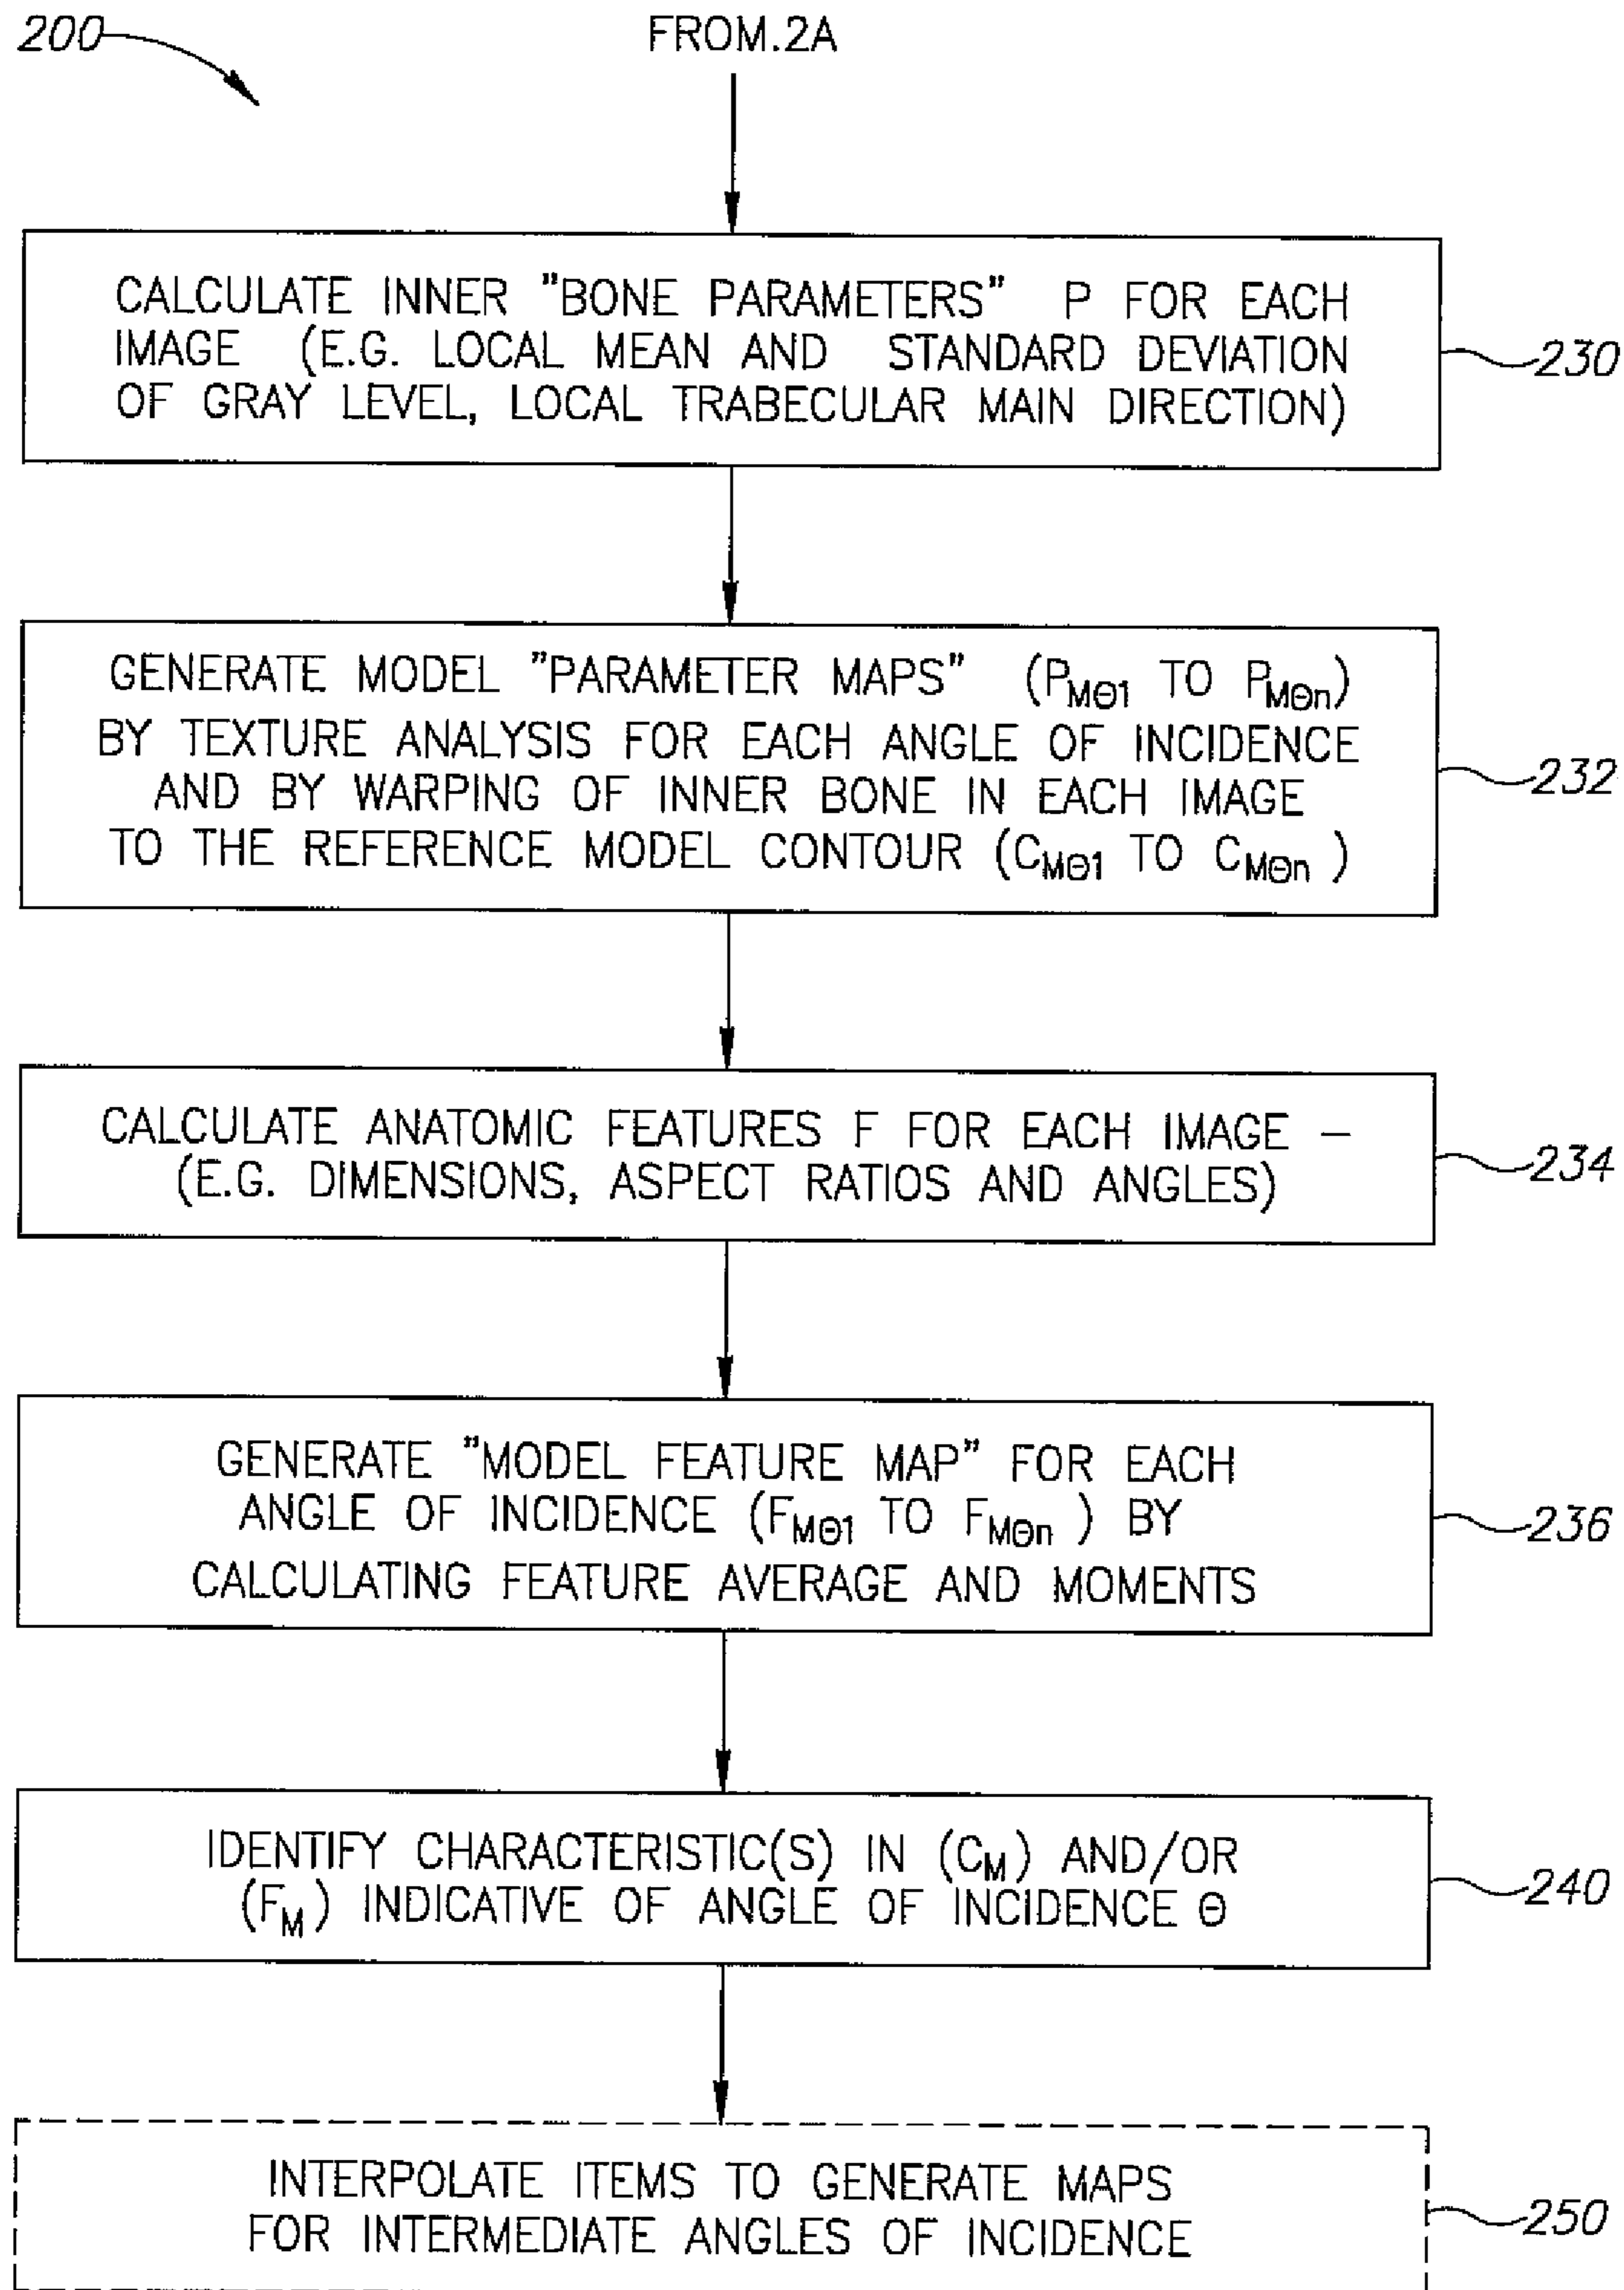 200
FROM.2A
CALCULATE INNER "BONE PARAMETERS" P FOR EACH
IMAGE (E.G. LOCAL MEAN AND STANDARD DEVIATION
OF GRAY LEVEL, LOCAL TRABECULAR MAIN DIRECTION)
230
GENERATE MODEL "PARAMETER MAPS" (PMΘ1 TO PMΘn)
BY TEXTURE ANALYSIS FOR EACH ANGLE OF INCIDENCE
AND BY WARPING OF INNER BONE IN EACH IMAGE
TO THE REFERENCE MODEL CONTOUR (CMΘ1 TO CMΘn )
232
CALCULATE ANATOMIC FEATURES F FOR EACH IMAGE –
(E.G. DIMENSIONS, ASPECT RATIOS AND ANGLES)
234
GENERATE "MODEL FEATURE MAP" FOR EACH
ANGLE OF INCIDENCE (FMΘ1 TO FMΘn ) BY
CALCULATING FEATURE AVERAGE AND MOMENTS
236
IDENTIFY CHARACTERISTIC(S) IN (CM) AND/OR
(FM) INDICATIVE OF ANGLE OF INCIDENCE Θ
240
INTERPOLATE ITEMS TO GENERATE MAPS
FOR INTERMEDIATE ANGLES OF INCIDENCE
250